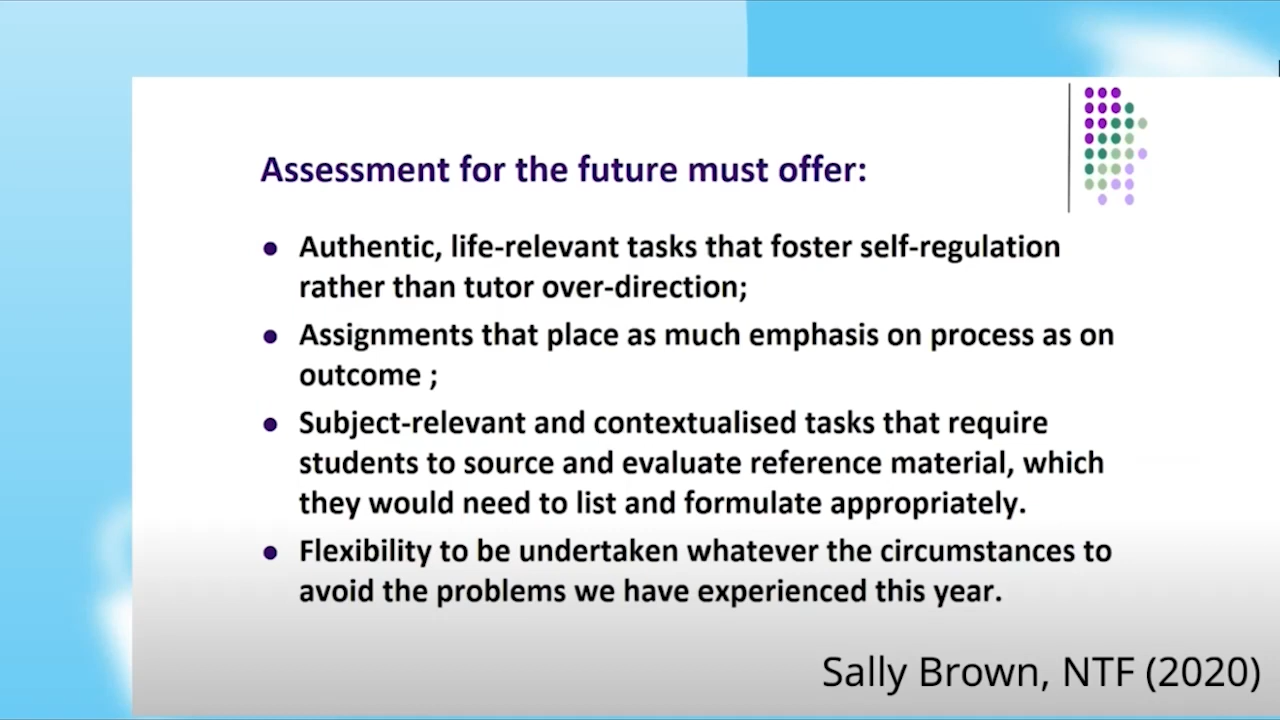 Assessment for the future must offer:
● Authentic, life-relevant tasks that foster self-regulation
rather than tutor over-direction;
● Assignments that place as much emphasis on process as on
outcome ;
● Subject-relevant and contextualised tasks that require
students to source and evaluate reference material, which
they would need to list and formulate appropriately.
● Flexibility to be undertaken whatever the circumstances to
avoid the problems we have experienced this year.
Sally Brown, NTF (2020)